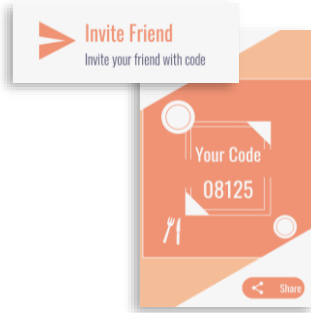 Invite Friend
Invite your friend with code
Your Code
08125
Share